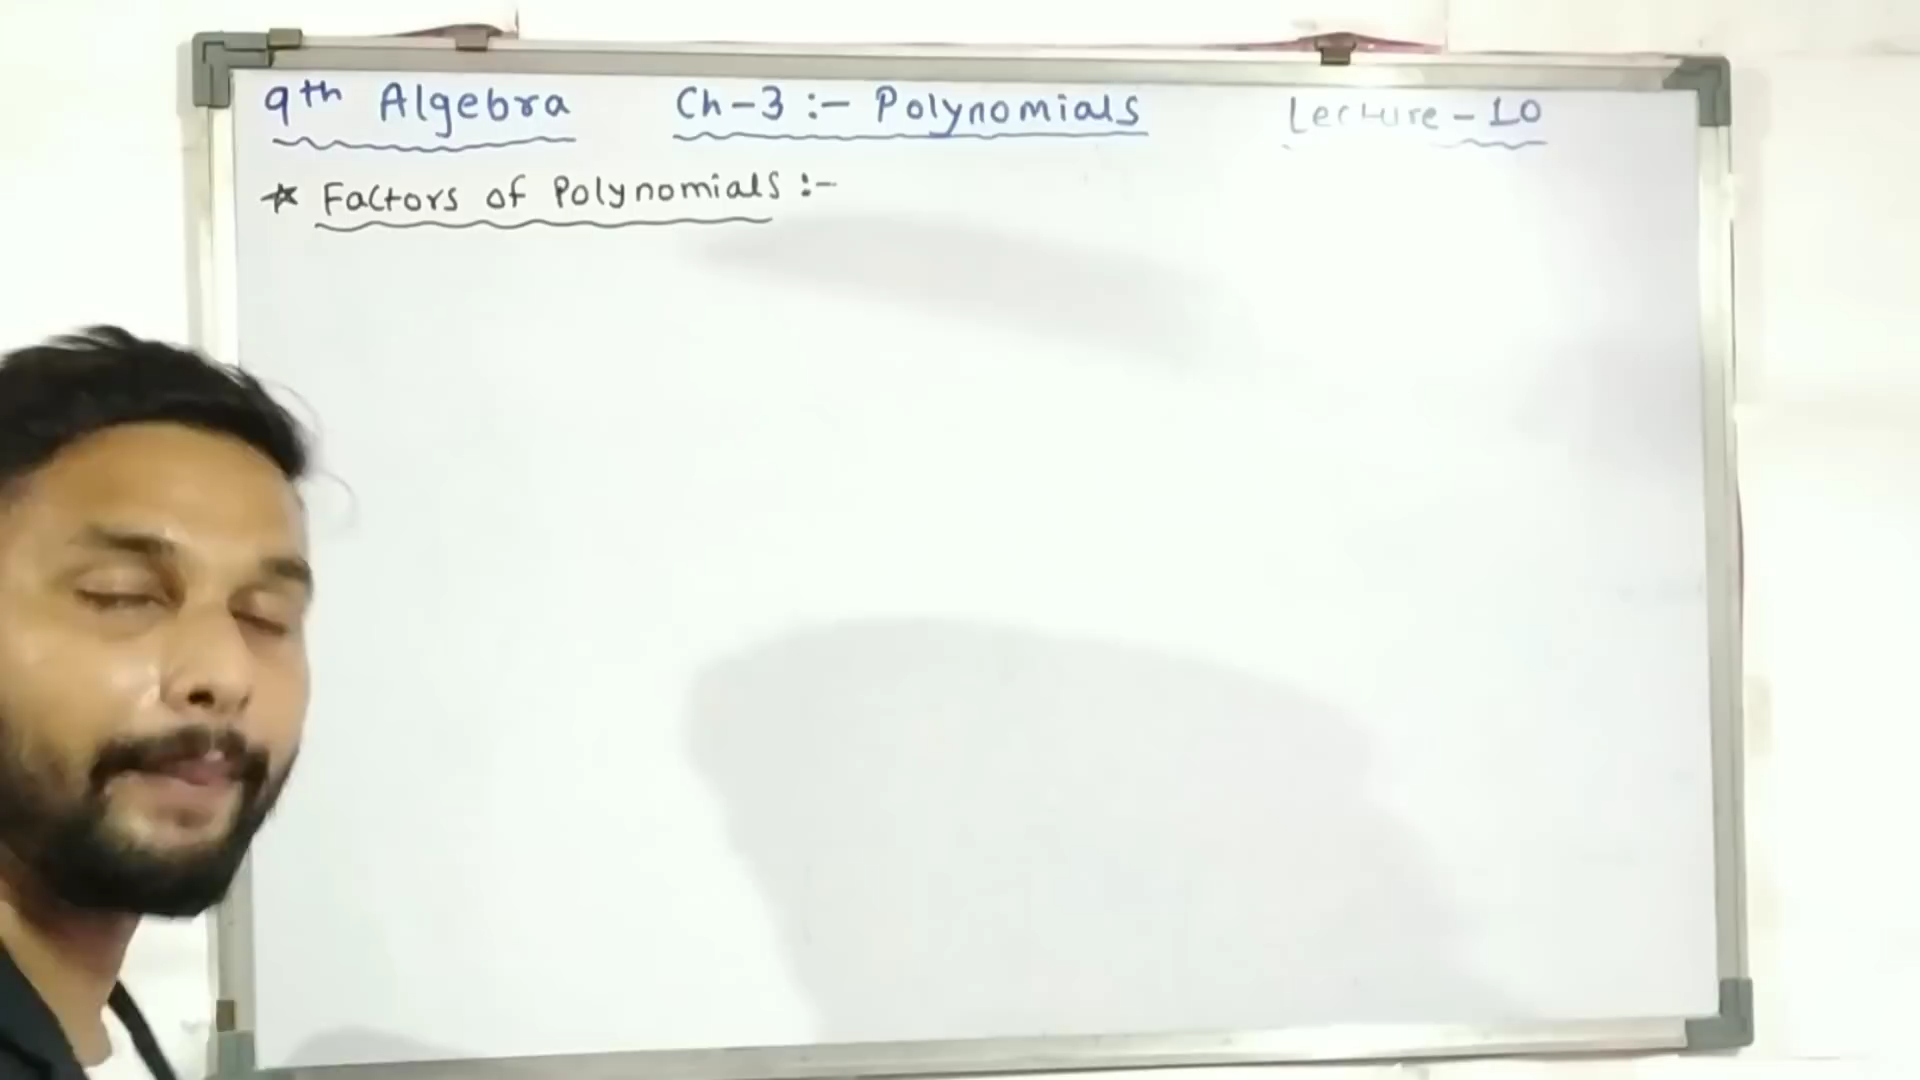 9th Algebra Ch-3 :- Polynomials Lecture - 10
* Factors of Polynomials :-